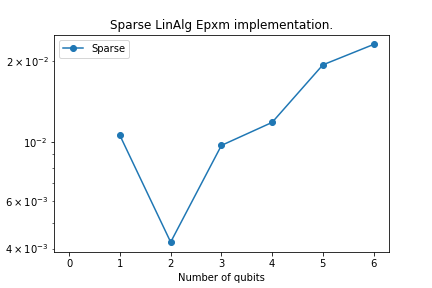 Sparse LinAlg Epxm implementation.
Sparse
2 × 10⁻²
10⁻²
6 × 10⁻³
4 × 10⁻³
0 1 2 3 4 5 6
Number of qubits